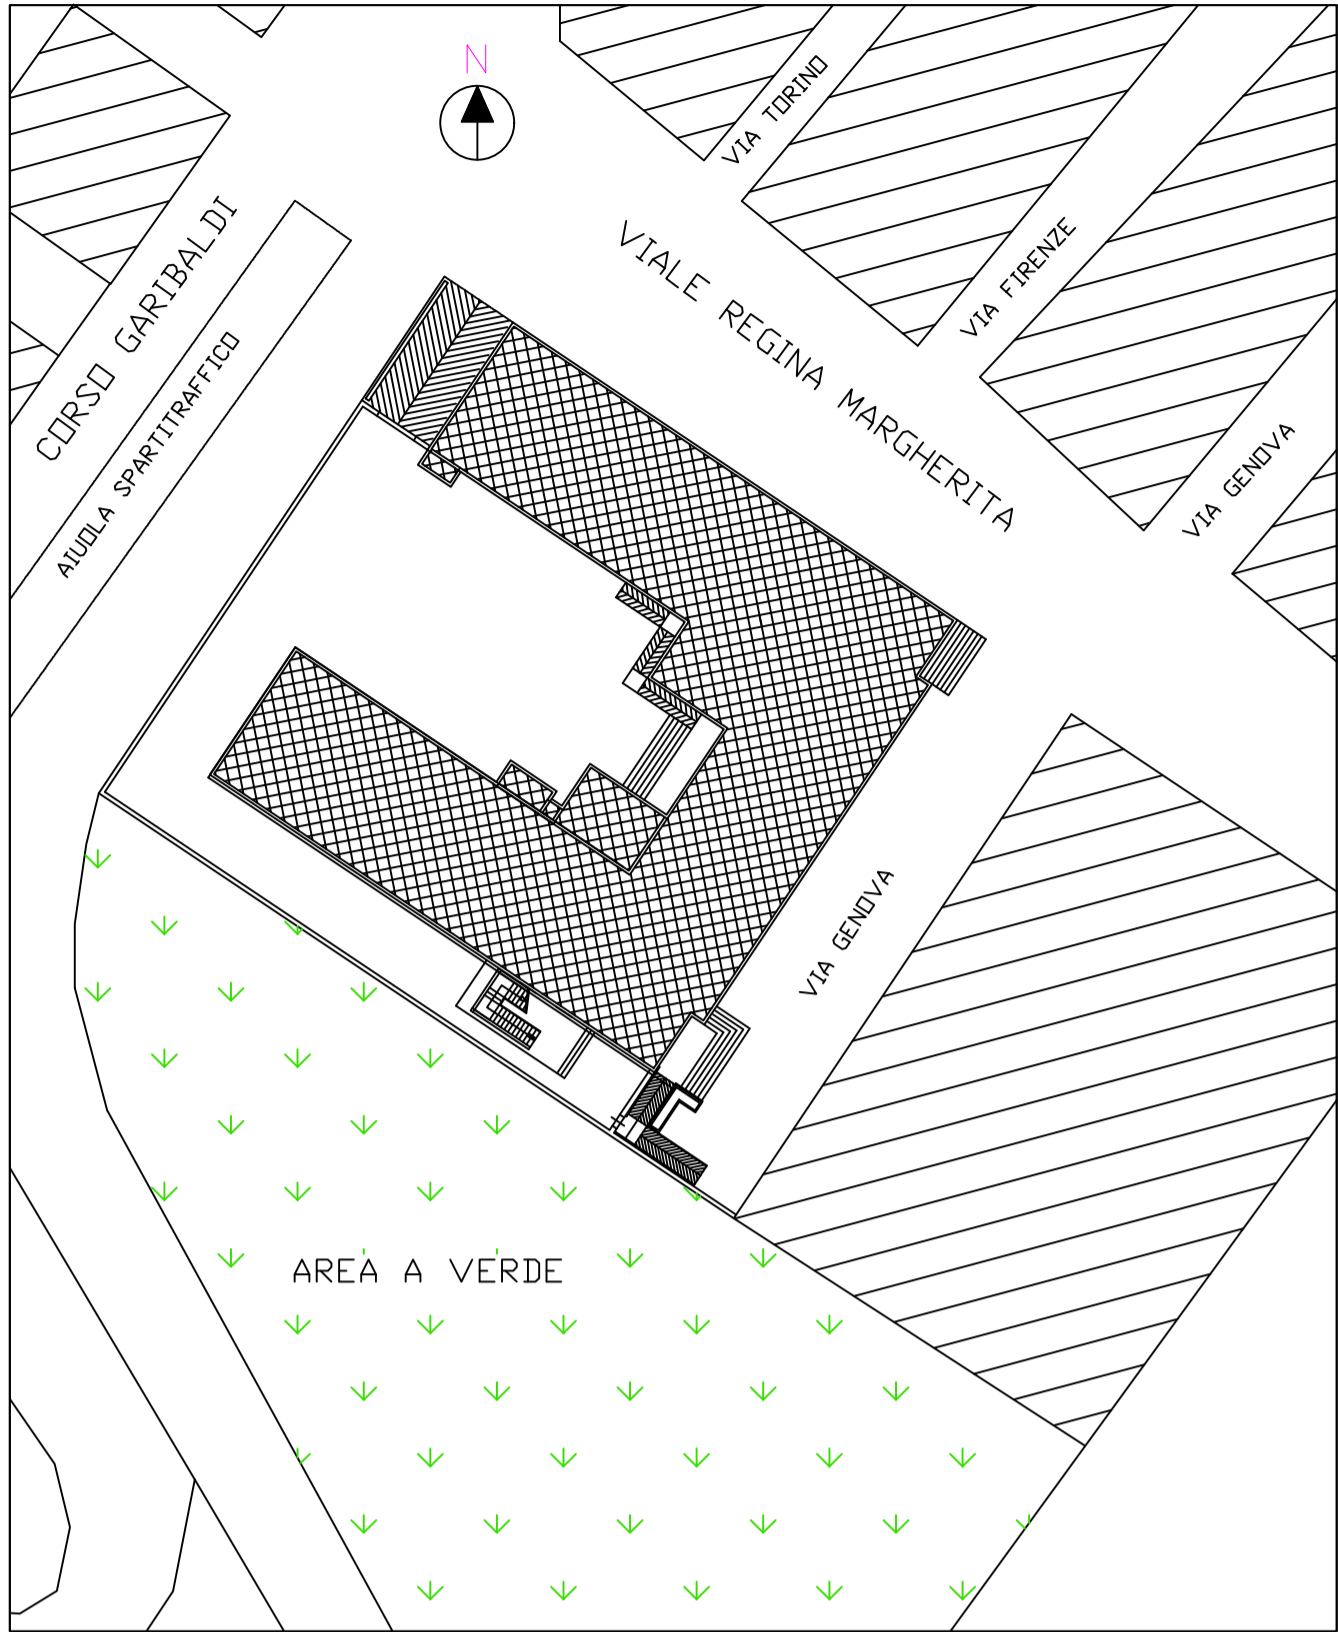 N
VIA TORINO
VIALE REGINA MARGHERITA
VIA FIRENZE
CORSO GARIBALDI
AIUOLA SPARTITRAFFICO
VIA GENOVA
VIA GENOVA
AREA A VERDE